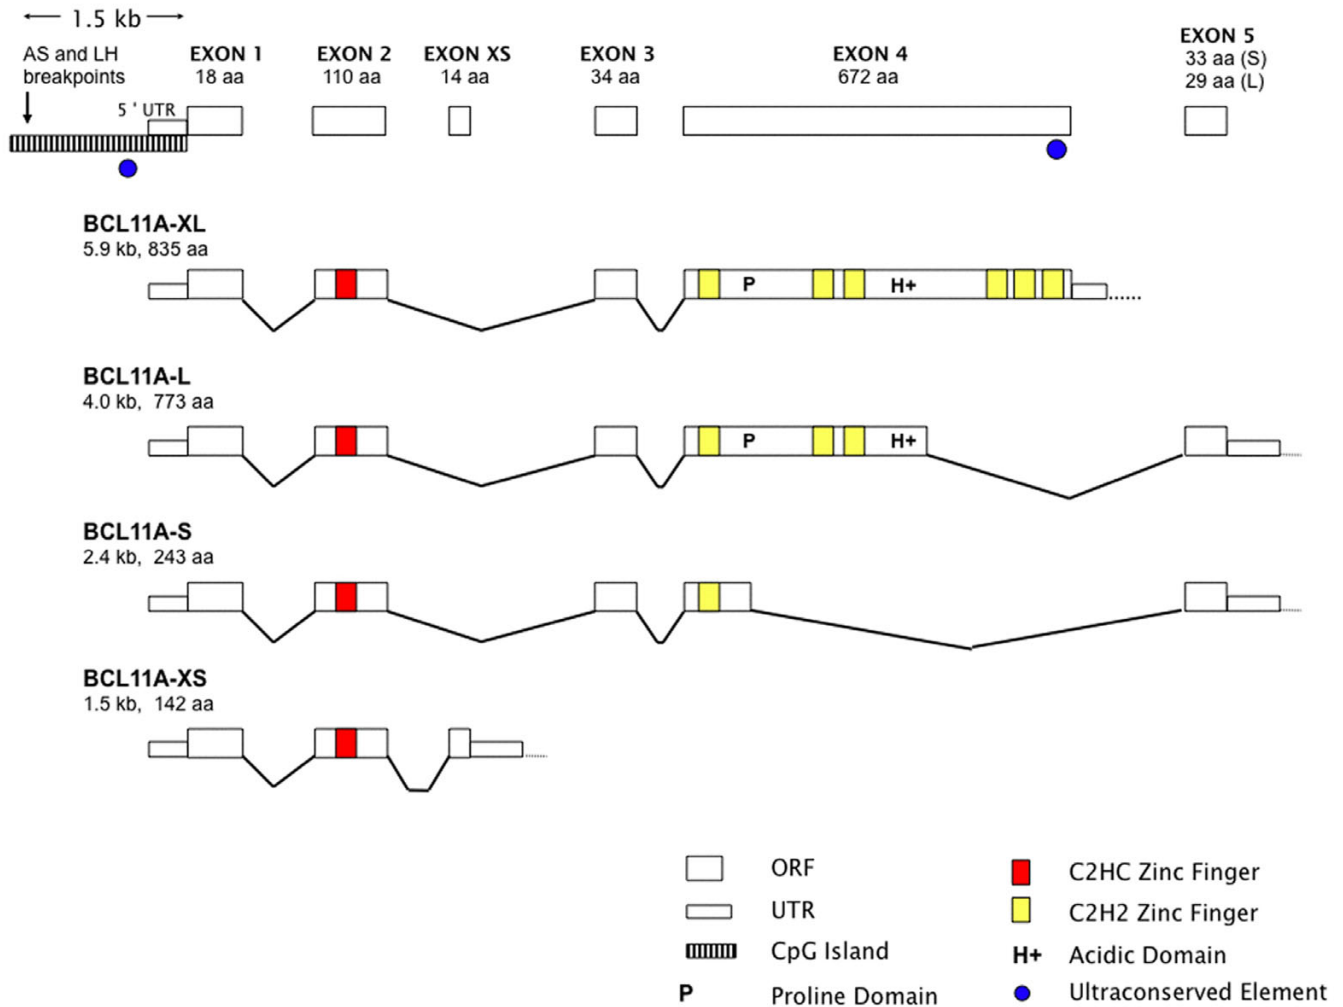 1.5 kb
AS and LH
breakpoints
5 ' UTR
EXON 1
18 aa
EXON 2
110 aa
EXON XS
14 aa
EXON 3
34 aa
EXON 4
672 aa
EXON 5
33 aa (S)
29 aa (L)
BCL11A-XL
5.9 kb, 835 aa
P
H+
BCL11A-L
4.0 kb, 773 aa
P
H+
BCL11A-S
2.4 kb, 243 aa
BCL11A-XS
1.5 kb, 142 aa
ORF
UTR
CpG Island
P Proline Domain
C2HC Zinc Finger
C2H2 Zinc Finger
H+ Acidic Domain
Ultraconserved Element